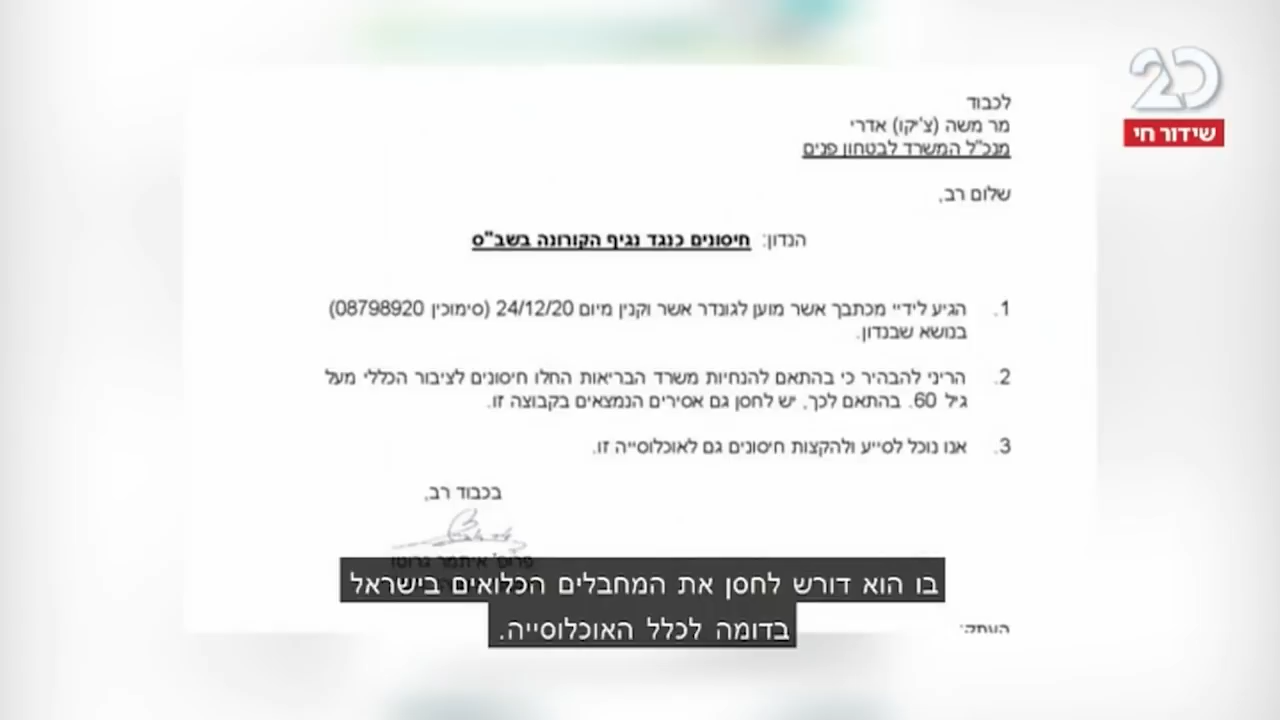 20
שידור חי
לכבוד
מר משה (צ'יקו) אדרי
מנכ"ל המשרד לבטחון פנים
שלום רב,
הנדון: חיסונים כנגד נגיף הקורונה בשב"ס
1. הגיע לידיי מכתבך אשר מוען לגונדר אשר וקנין מיום 24/12/20 (סימוכין 08798920)
בנושא שבנדון.
2. הריני להבהיר כי בהתאם להנחיות משרד הבריאות החלו חיסונים לציבור הכללי מעל
גיל 60. בהתאם לכך, יש לחסן גם אסירים הנמצאים בקבוצה זו.
3. אנו נוכל לסייע ולהקצות חיסונים גם לאוכלוסייה זו.
בכבוד רב,
פרופ' איתמר גרוטו
בו הוא דורש לחסן את המחבלים הכלואים בישראל
בדומה לכלל האוכלוסייה.
העתק: